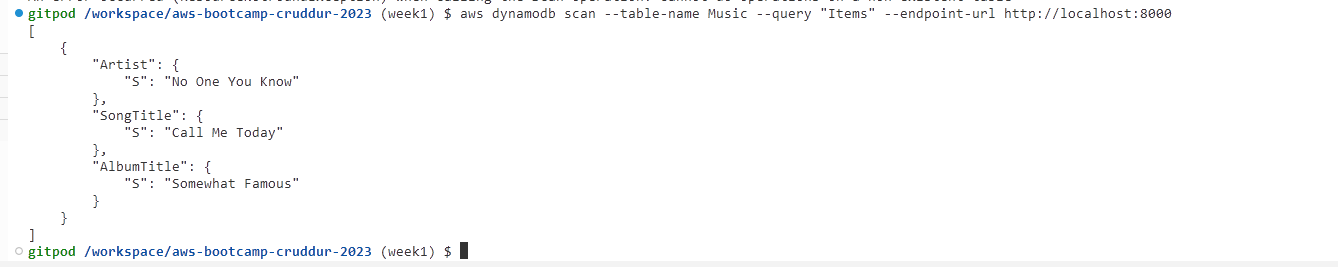 gitpod /workspace/aws-bootcamp-cruddur-2023 (week1) $ aws dynamodb scan --table-name Music --query "Items" --endpoint-url http://localhost:8000
[
    {
        "Artist": {
            "S": "No One You Know"
        },
        "SongTitle": {
            "S": "Call Me Today"
        },
        "AlbumTitle": {
            "S": "Somewhat Famous"
        }
    }
]
gitpod /workspace/aws-bootcamp-cruddur-2023 (week1) $